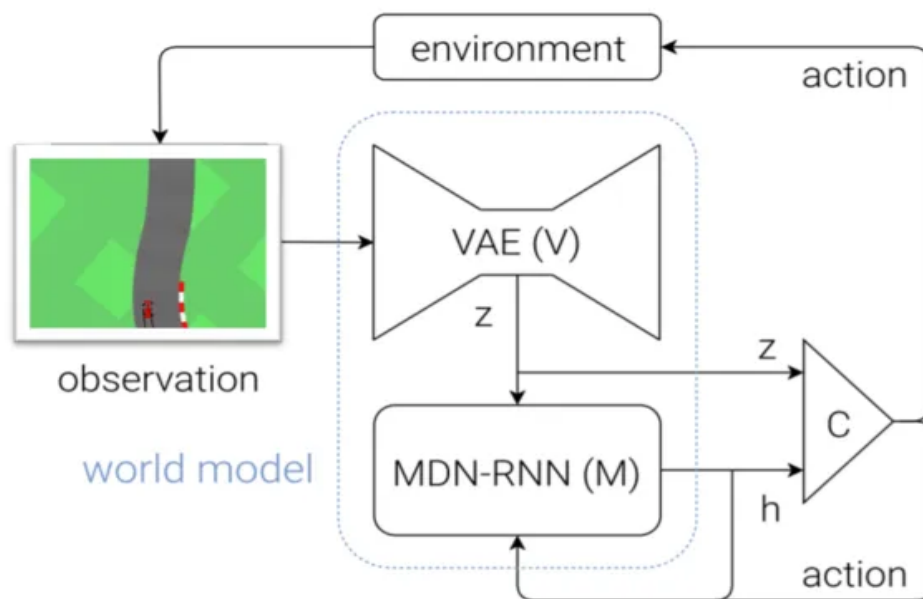 environment
action
VAE (V)
z
z
observation
C
world model
MDN-RNN (M)
h
action